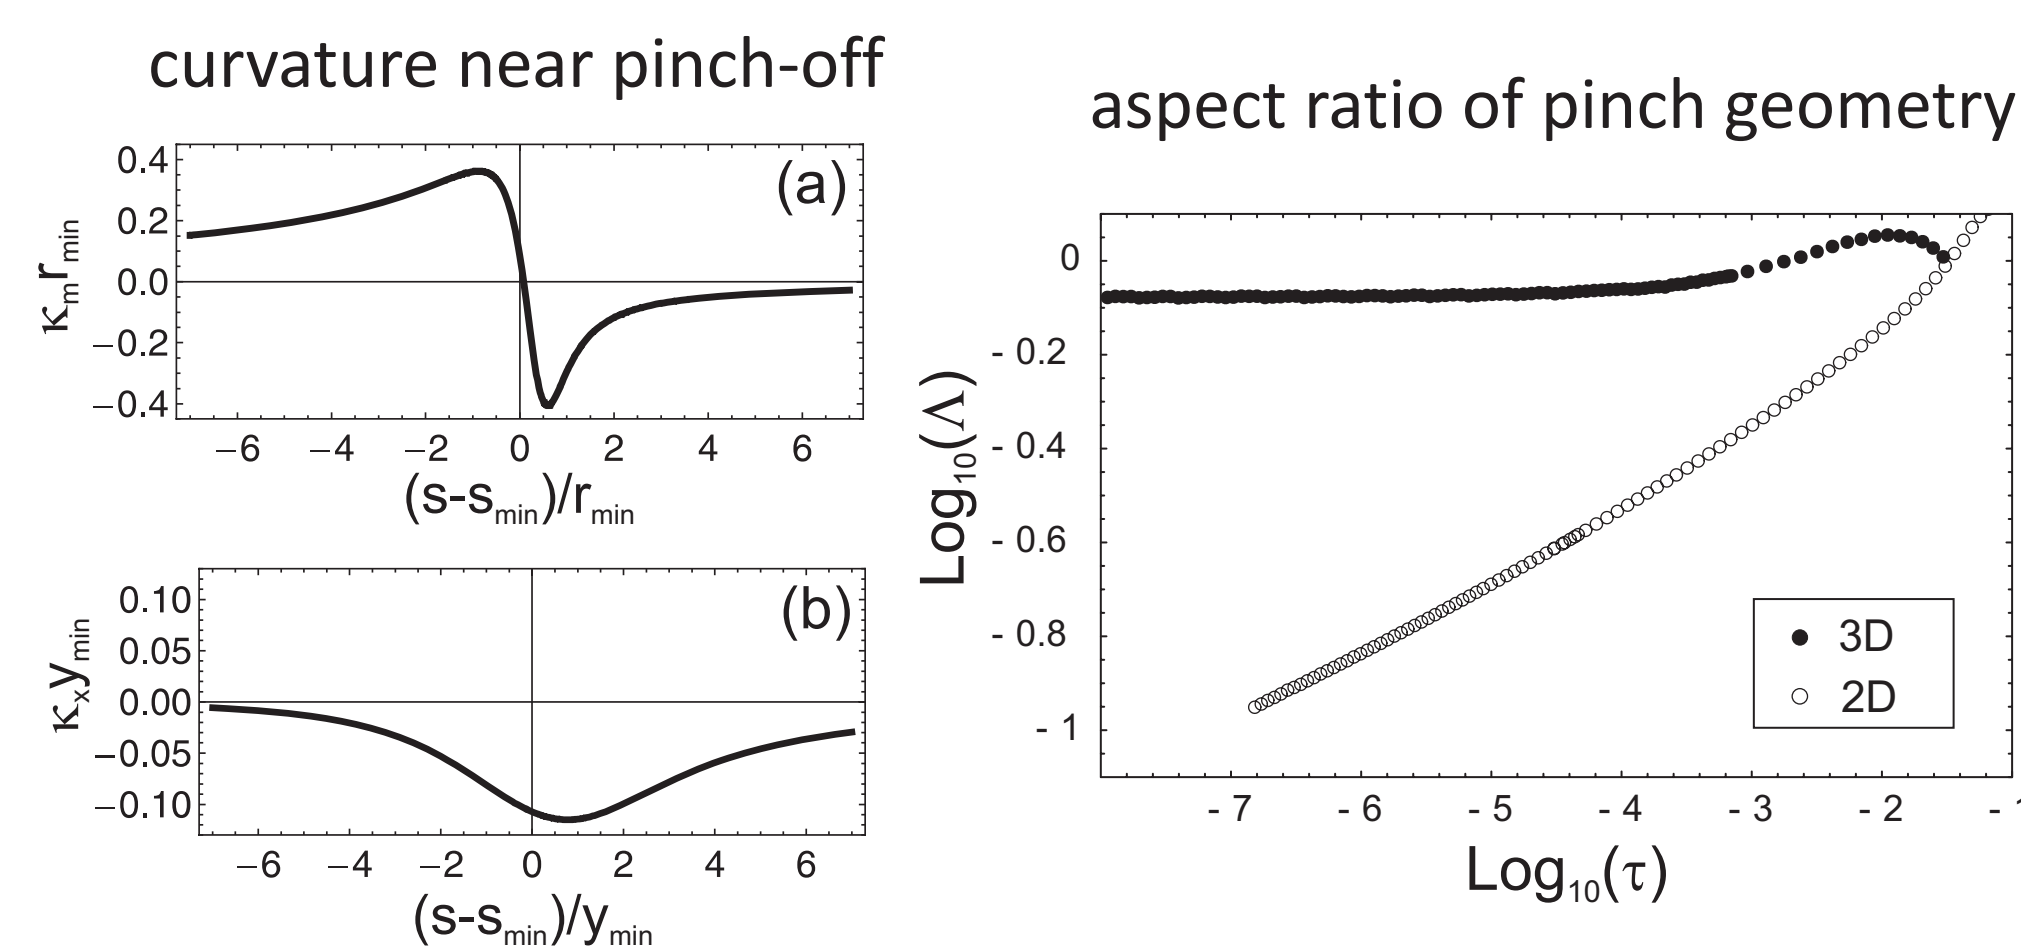 curvature near pinch-off
(a)
κₘrₘᵢₙ
0.4
0.2
0.0
−0.2
−0.4
−6 −4 −2 0 2 4 6
(s-sₘᵢₙ)/rₘᵢₙ
(b)
κₓyₘᵢₙ
0.10
0.05
0.00
−0.05
−0.10
−6 −4 −2 0 2 4 6
(s-sₘᵢₙ)/yₘᵢₙ
aspect ratio of pinch geometry
Log₁₀(Λ)
0
- 0.2
- 0.4
- 0.6
- 0.8
- 1
3D
2D
- 7 - 6 - 5 - 4 - 3 - 2
Log₁₀(τ)